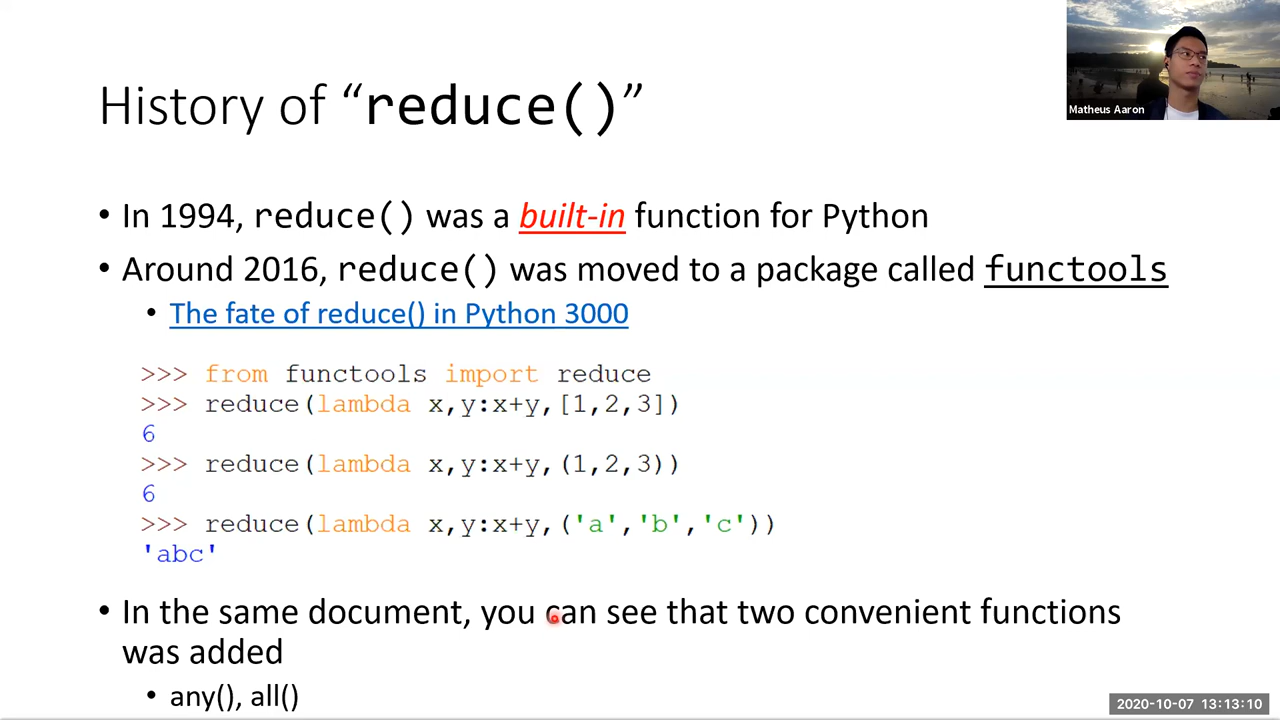 History of “reduce()”
Matheus Aaron
• In 1994, reduce() was a built-in function for Python
• Around 2016, reduce() was moved to a package called functools
• The fate of reduce() in Python 3000
>>> from functools import reduce
>>> reduce(lambda x,y:x+y,[1,2,3])
6
>>> reduce(lambda x,y:x+y,(1,2,3))
6
>>> reduce(lambda x,y:x+y,('a','b','c'))
'abc'
• In the same document, you can see that two convenient functions
was added
• any(), all()
2020-10-07 13:13:10